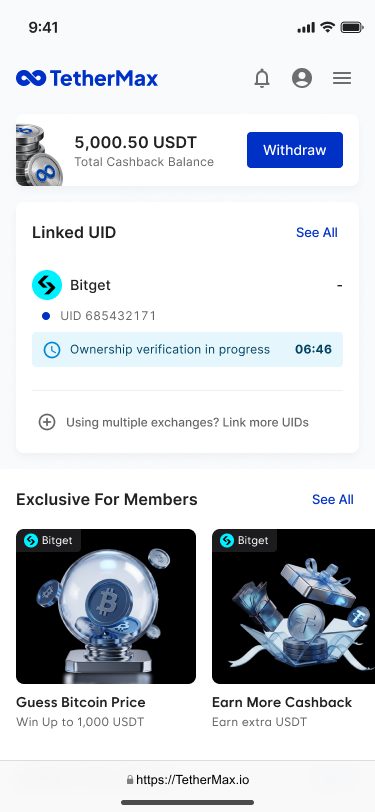 9:41
TetherMax
5,000.50 USDT
Total Cashback Balance
Withdraw
Linked UID
See All
Bitget
-
UID 685432171
Ownership verification in progress
06:46
Using multiple exchanges? Link more UIDs
Exclusive For Members
See All
Bitget
Bitget
Guess Bitcoin Price
Earn More Cashback
Win Up to 1,000 USDT
Earn extra USDT
https://TetherMax.io